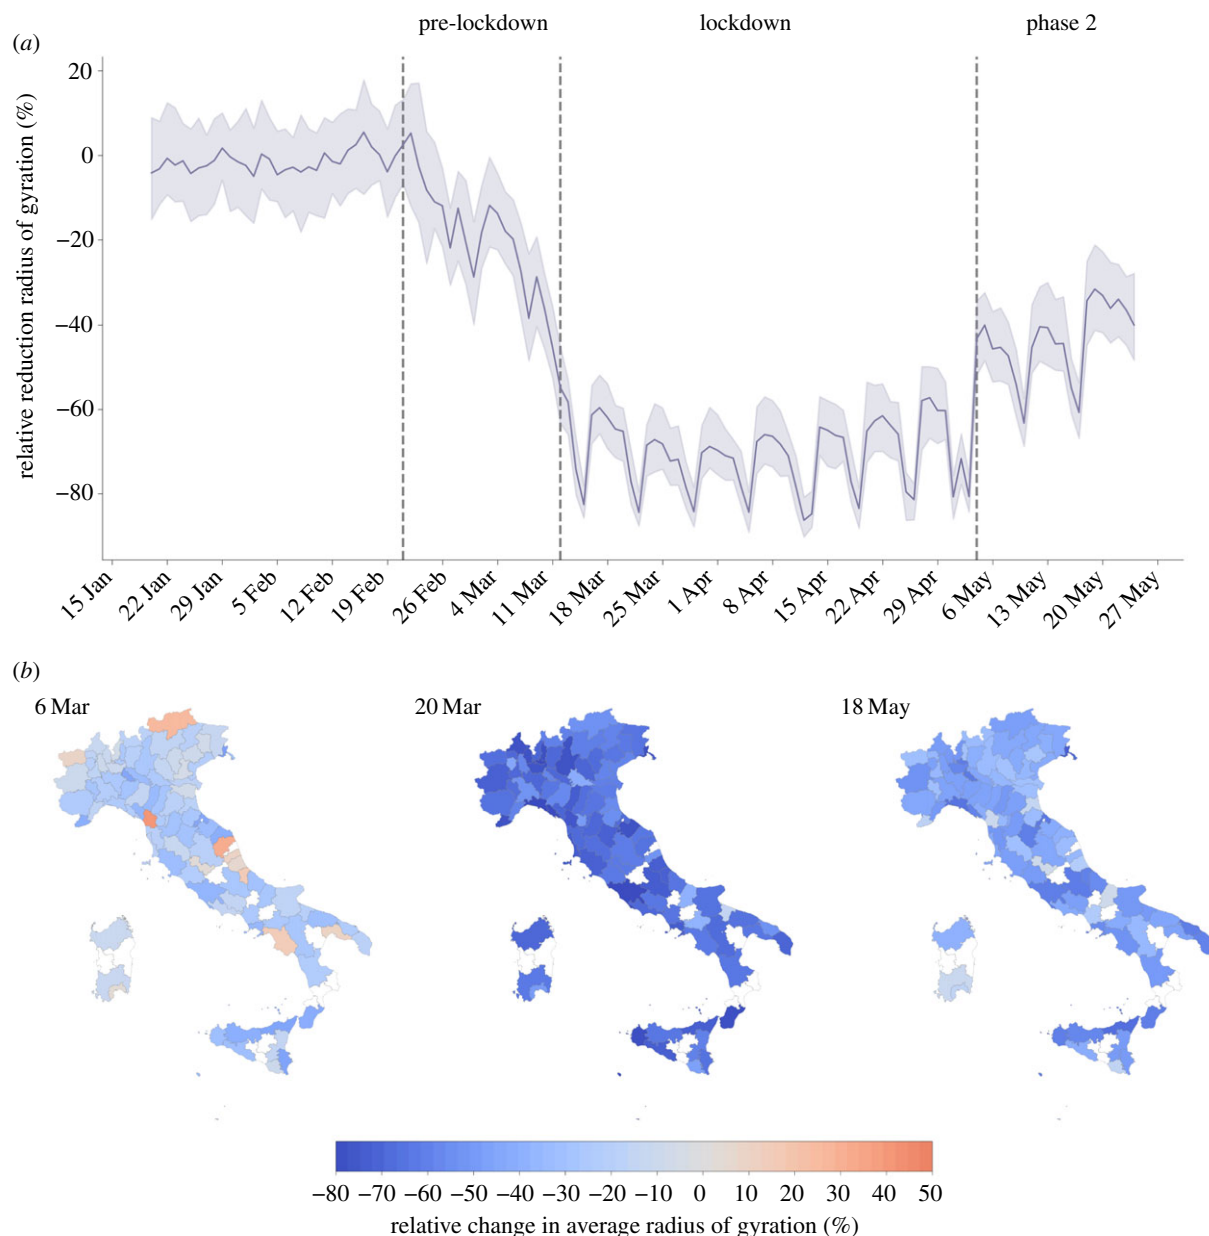 pre-lockdown lockdown phase 2
(a)
relative reduction radius of gyration (%)
20
0
−20
−40
−60
−80
15 Jan 22 Jan 29 Jan 5 Feb 12 Feb 19 Feb 26 Feb 4 Mar 11 Mar 18 Mar 25 Mar 1 Apr 8 Apr 15 Apr 22 Apr 29 Apr 6 May 13 May 20 May 27 May
(b)
6 Mar 20 Mar 18 May
−80 −70 −60 −50 −40 −30 −20 −10 0 10 20 30 40 50
relative change in average radius of gyration (%)